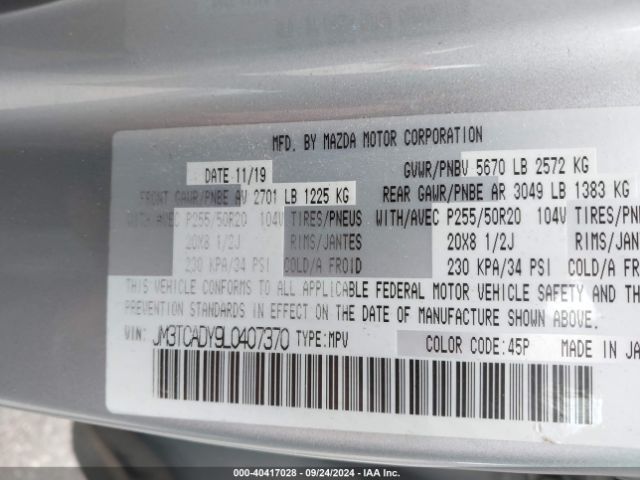 MFD. BY MAZDA MOTOR CORPORATION
DATE 11/19 GVWR/PNBV 5670 LB 2572 KG
FRONT GAWR/PNBE AV 2701 LB 1225 KG REAR GAWR/PNBE AR 3049 LB 1383 KG
WITH/AVEC P255/50R20 104V TIRES/PNEUS WITH/AVEC P255/50R20 104V TIRES/PNE
20X8 1/2J RIMS/JANTES 20X8 1/2J RIMS/JAN
230 KPA/34 PSI COLD/A FROID 230 KPA/34 PSI COLD/A F
THIS VEHICLE CONFORMS TO ALL APPLICABLE FEDERAL MOTOR VEHICLE SAFETY AND THE
PREVENTION STANDARDS IN EFFECT ON THE DATE OF MANUFACTURE SHOWN ABOVE.
VIN: JM3TCADY9L0407370 TYPE:MPV COLOR CODE:45P MADE IN JA
000-40417028 - 09/24/2024 - IAA Inc.